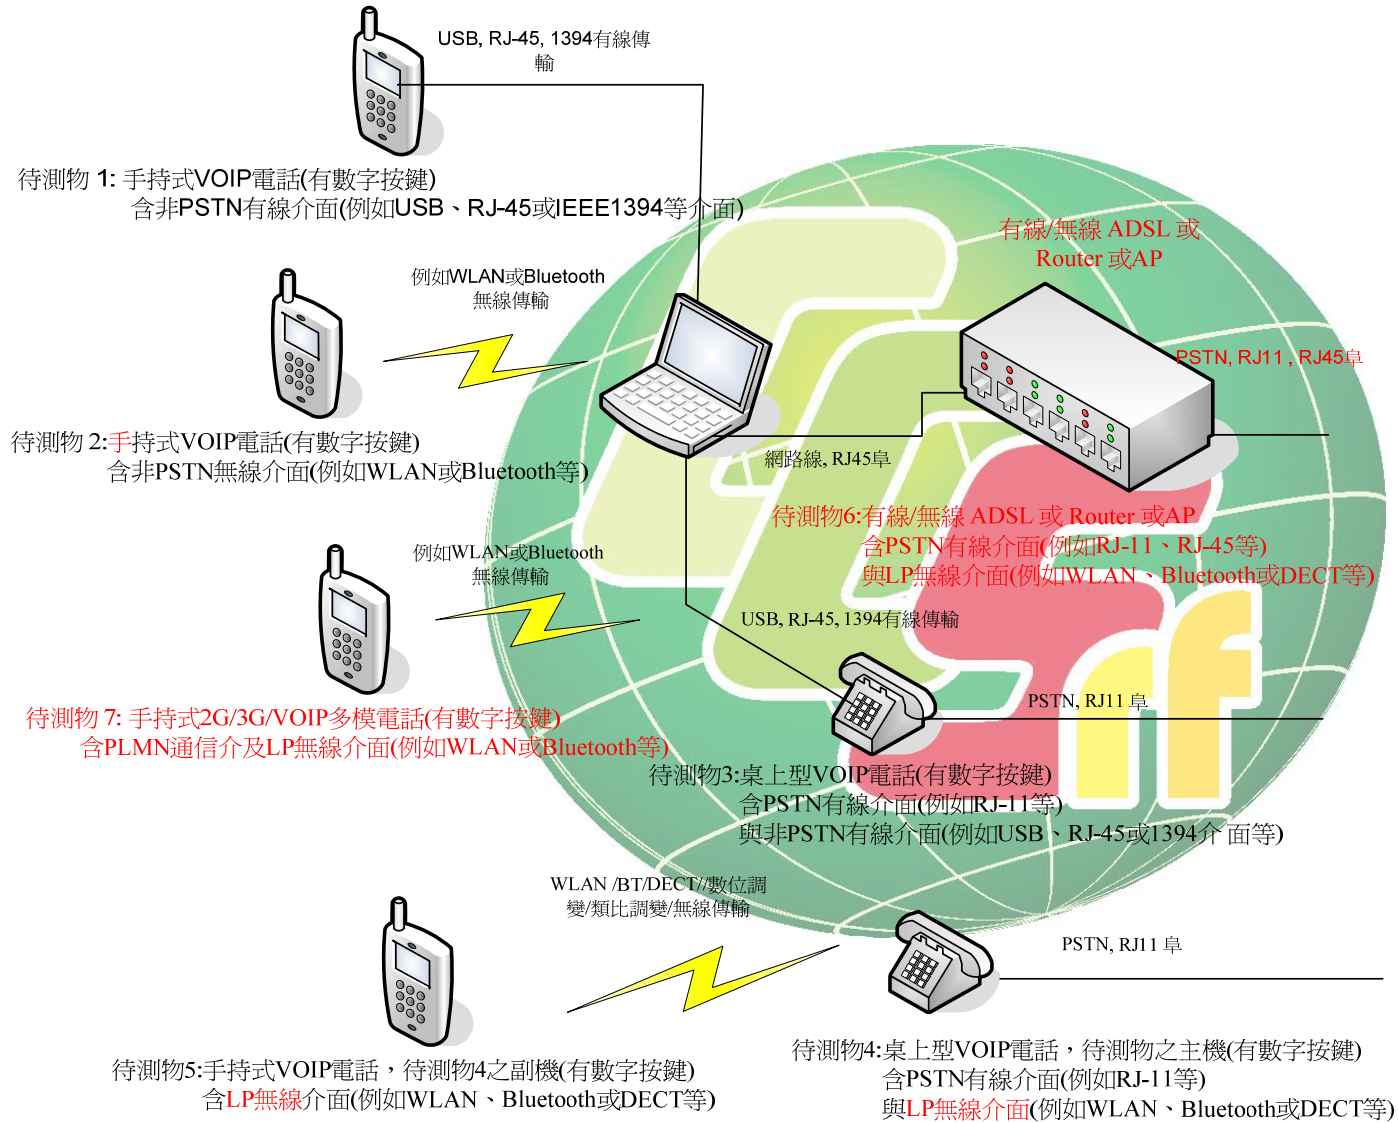 USB, RJ-45, 1394有線傳
輸
待測物 1: 手持式VOIP電話(有數字按鍵)
含非PSTN有線介面(例如USB、RJ-45或IEEE1394等介面)
有線/無線 ADSL 或
Router 或AP
例如WLAN或Bluetooth
無線傳輸
PSTN, RJ11 , RJ45阜
待測物 2:手持式VOIP電話(有數字按鍵)
含非PSTN無線介面(例如WLAN或Bluetooth等)
網路線, RJ45阜
待測物6:有線/無線 ADSL 或 Router 或AP
含PSTN有線介面(例如RJ-11、RJ-45等)
與LP無線介面(例如WLAN、Bluetooth或DECT等)
例如WLAN或Bluetooth
無線傳輸
USB, RJ-45, 1394有線傳輸
PSTN, RJ11 阜
待測物 7: 手持式2G/3G/VOIP多模電話(有數字按鍵)
含PLMN通信介及LP無線介面(例如WLAN或Bluetooth等)
待測物3:桌上型VOIP電話(有數字按鍵)
含PSTN有線介面(例如RJ-11等)
與非PSTN有線介面(例如USB、RJ-45或1394介 面等)
WLAN /BT/DECT//數位調
變/類比調變/無線傳輸
PSTN, RJ11 阜
待測物5:手持式VOIP電話，待測物4之副機(有數字按鍵)
含LP無線介面(例如WLAN、Bluetooth或DECT等)
待測物4:桌上型VOIP電話，待測物之主機(有數字按鍵)
含PSTN有線介面(例如RJ-11等)
與LP無線介面(例如WLAN、Bluetooth或DECT等)